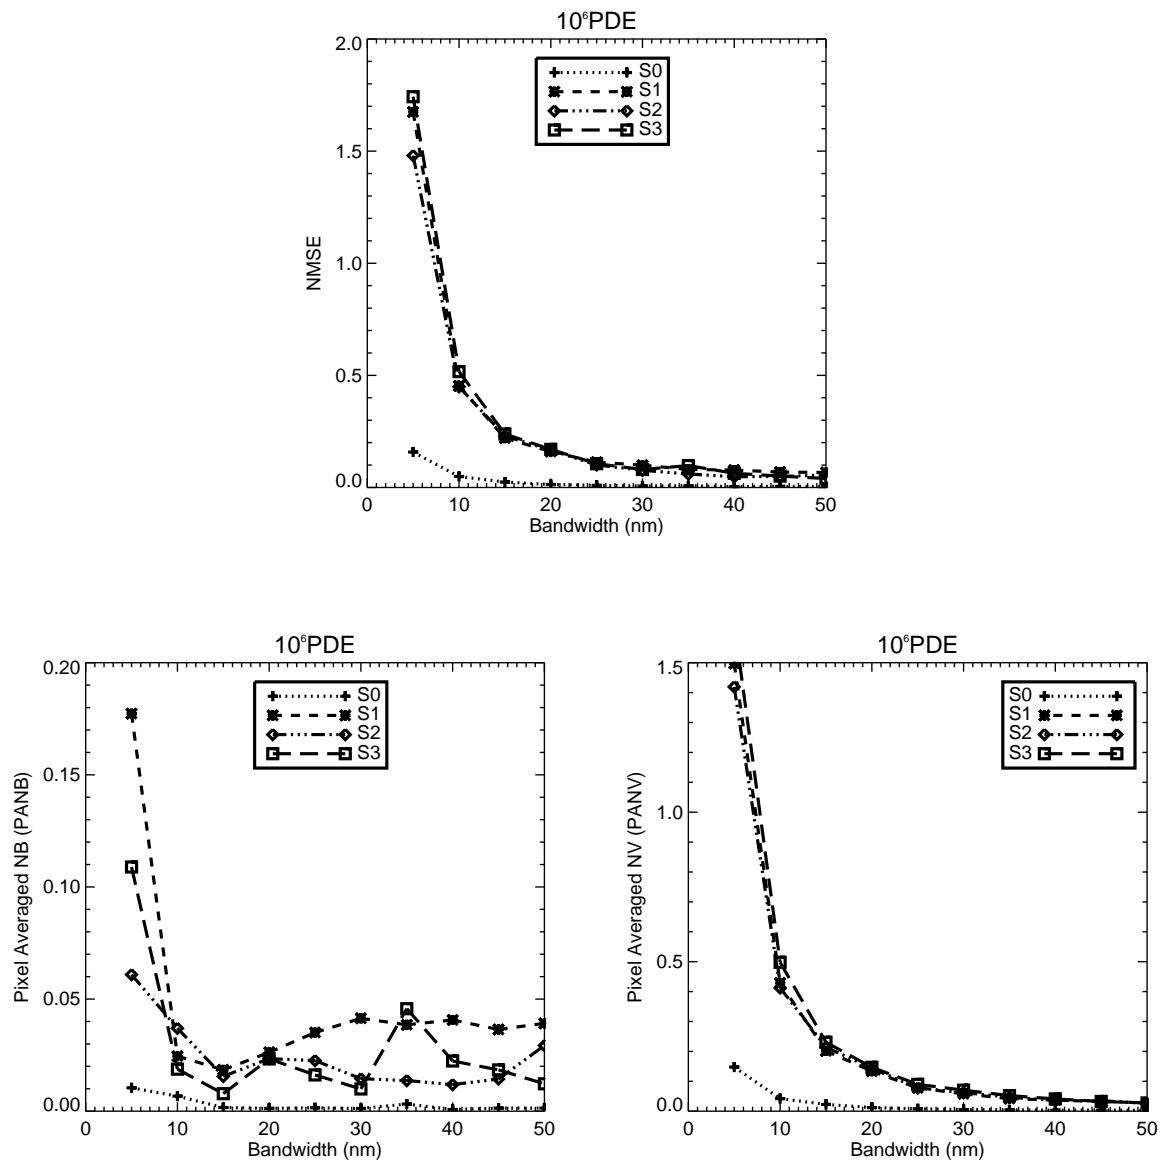 10⁶PDE
2.0
1.5
1.0
0.5
0.0
NMSE
S0
S1
S2
S3
0 10 20 30 40 50
Bandwidth (nm)
10⁶PDE
0.20
0.15
0.10
0.05
0.00
Pixel Averaged NB (PANB)
S0
S1
S2
S3
0 10 20 30 40 50
Bandwidth (nm)
10⁶PDE
1.5
1.0
0.5
0.0
Pixel Averaged NV (PANV)
S0
S1
S2
S3
0 10 20 30 40 50
Bandwidth (nm)